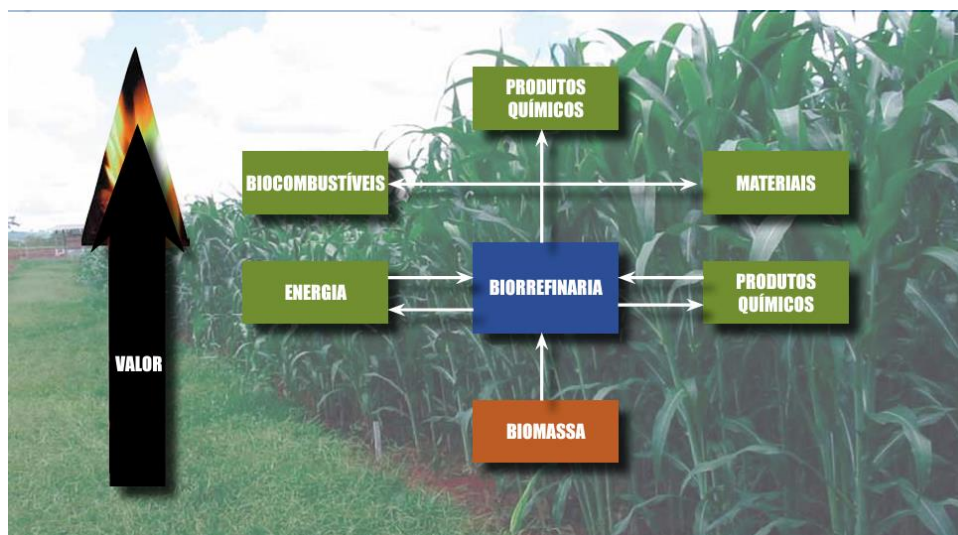 PRODUTOS
QUÍMICOS
BIOCOMBUSTÍVEIS
MATERIAIS
ENERGIA
BIORREFINARIA
PRODUTOS
QUÍMICOS
VALOR
BIOMASSA